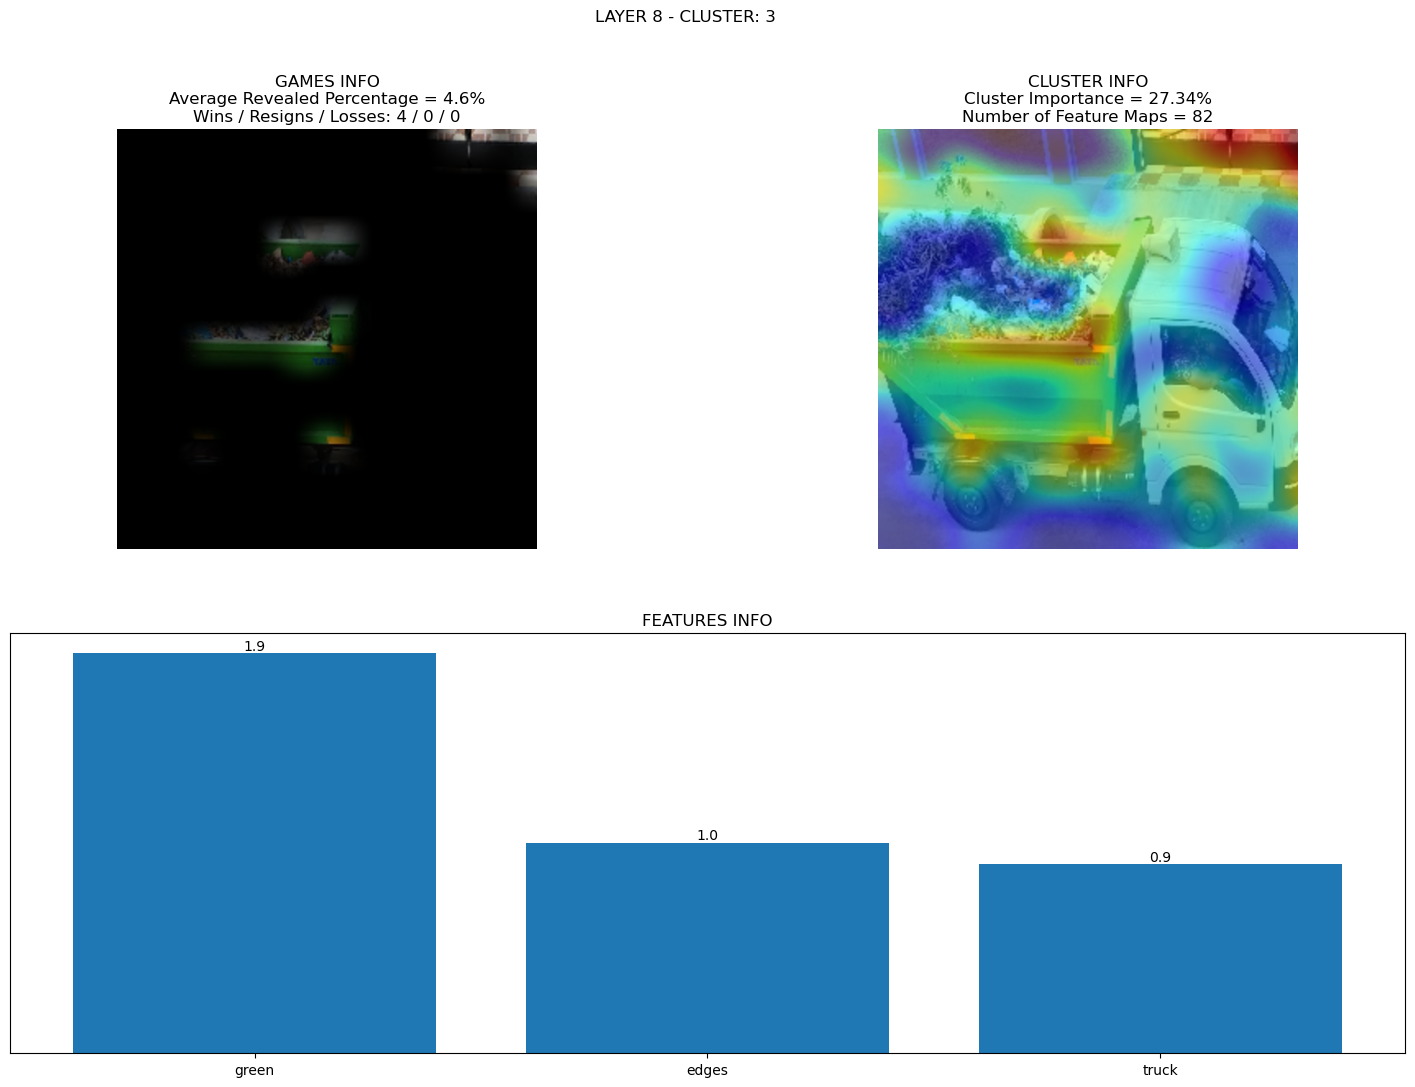 LAYER 8 - CLUSTER: 3
GAMES INFO
Average Revealed Percentage = 4.6%
Wins / Resigns / Losses: 4 / 0 / 0
CLUSTER INFO
Cluster Importance = 27.34%
Number of Feature Maps = 82
FEATURES INFO
1.9
1.0
0.9
green
edges
truck